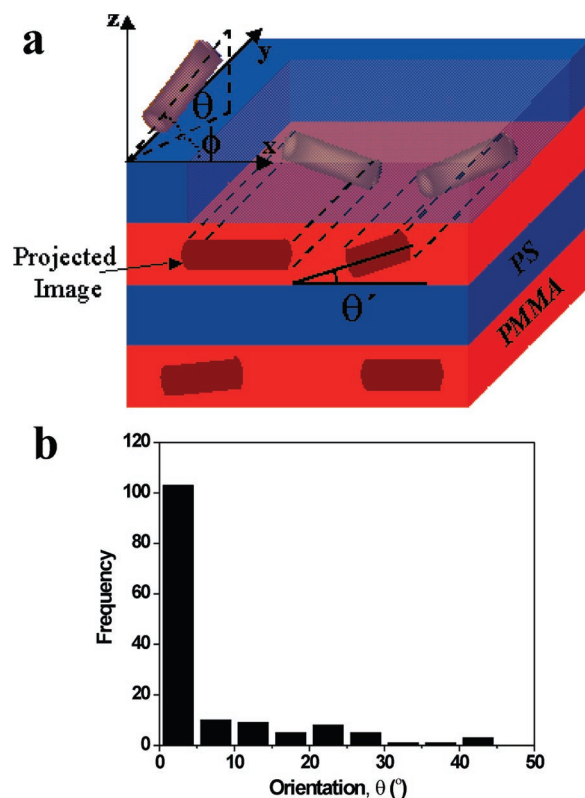 a
z
y
θ
ϕ
x
Projected
Image
θ´
PS
PMMA
b
120
100
80
60
40
20
0
Frequency
0 10 20 30 40 50
Orientation, θ (°)